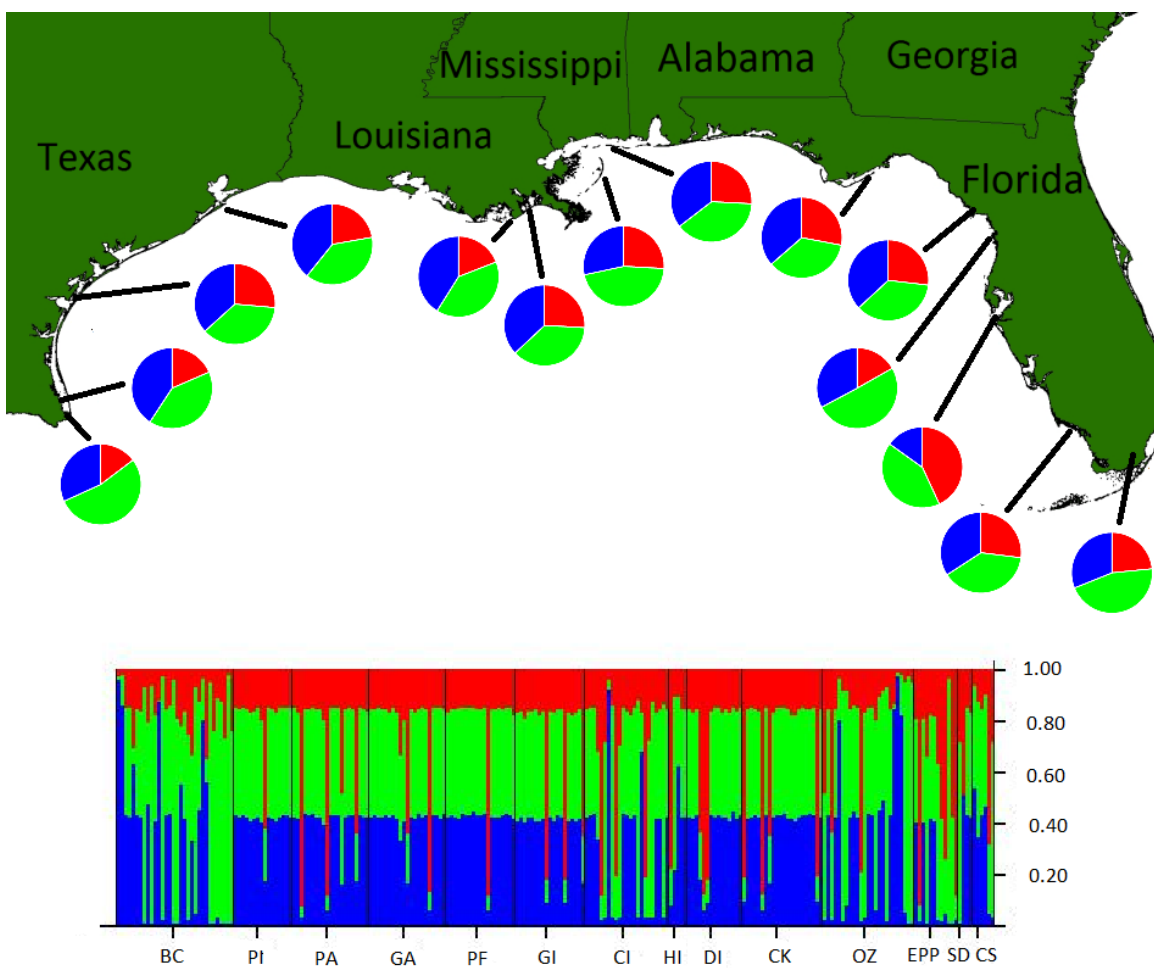 Mississippi Alabama Georgia
Louisiana
Texas
Florida
1.00
0.80
0.60
0.40
0.20
BC PI PA GA PF GI CI HI DI CK OZ EPP SD CS